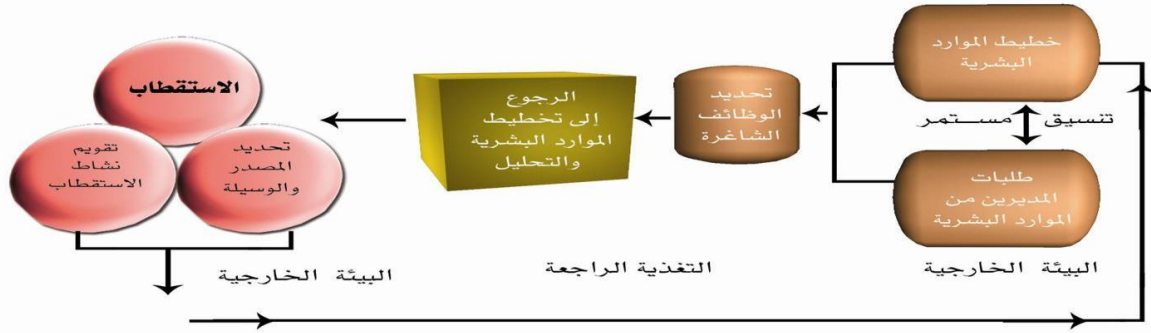 خطيط الموارد
البشرية
تنسيق مستمر
طلبات
المديرين من
الموارد البشرية
البيئة الخارجية
تحديد
الوظائف
الشاغرة
الرجوع
إلى تخطيط
الموارد البشرية
والتحليل
التغذية الراجعة
الاستقطاب
تحديد
المصدر
والوسيلة
تقويم
نشاط
الاستقطاب
البيئة الخارجية